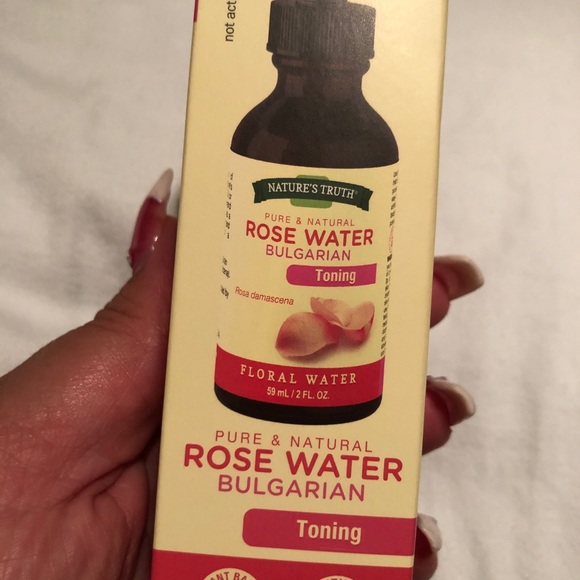 not act
NATURE'S TRUTH
PURE & NATURAL
ROSE WATER
BULGARIAN
Toning
Rosa damascena
FLORAL WATER
59 mL / 2 FL. OZ.
PURE & NATURAL
ROSE WATER
BULGARIAN
Toning